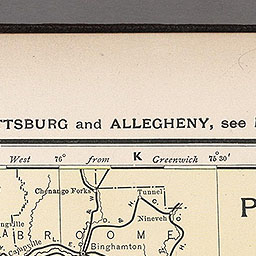 TTSBURG and ALLEGHENY, see
West 76° from K Greenwich 75°30'
Chenango Forks
Tunnel
Nineveh
D. & H.
B R O O M E
Binghamton
P